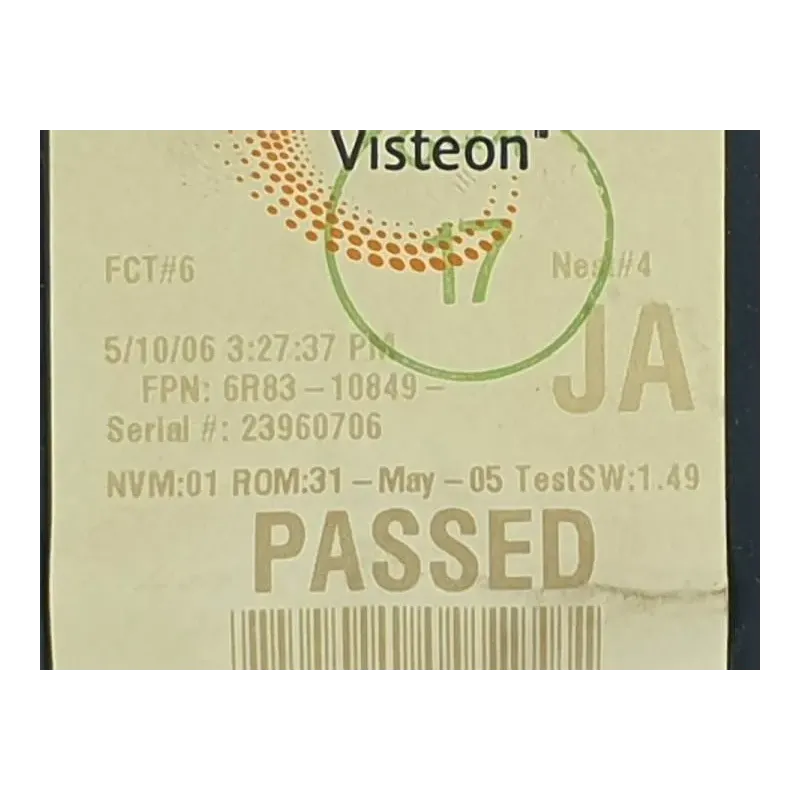 Visteon™
17
FCT#6 Nest#4
5/10/06 3:27:37 PM
FPN: 6R83-10849- JA
Serial #: 23960706
NVM:01 ROM:31-May-05 TestSW:1.49
PASSED